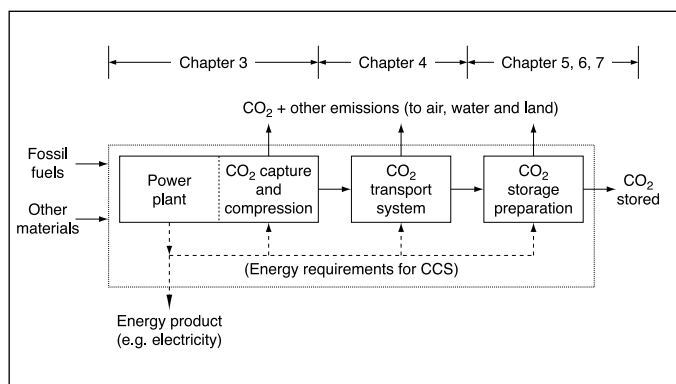 Chapter 3
Chapter 4
Chapter 5, 6, 7
CO₂ + other emissions (to air, water and land)
Fossil
fuels
Other
materials
Power
plant
CO₂ capture
and
compression
CO₂
transport
system
CO₂
storage
preparation
CO₂
stored
(Energy requirements for CCS)
Energy product
(e.g. electricity)